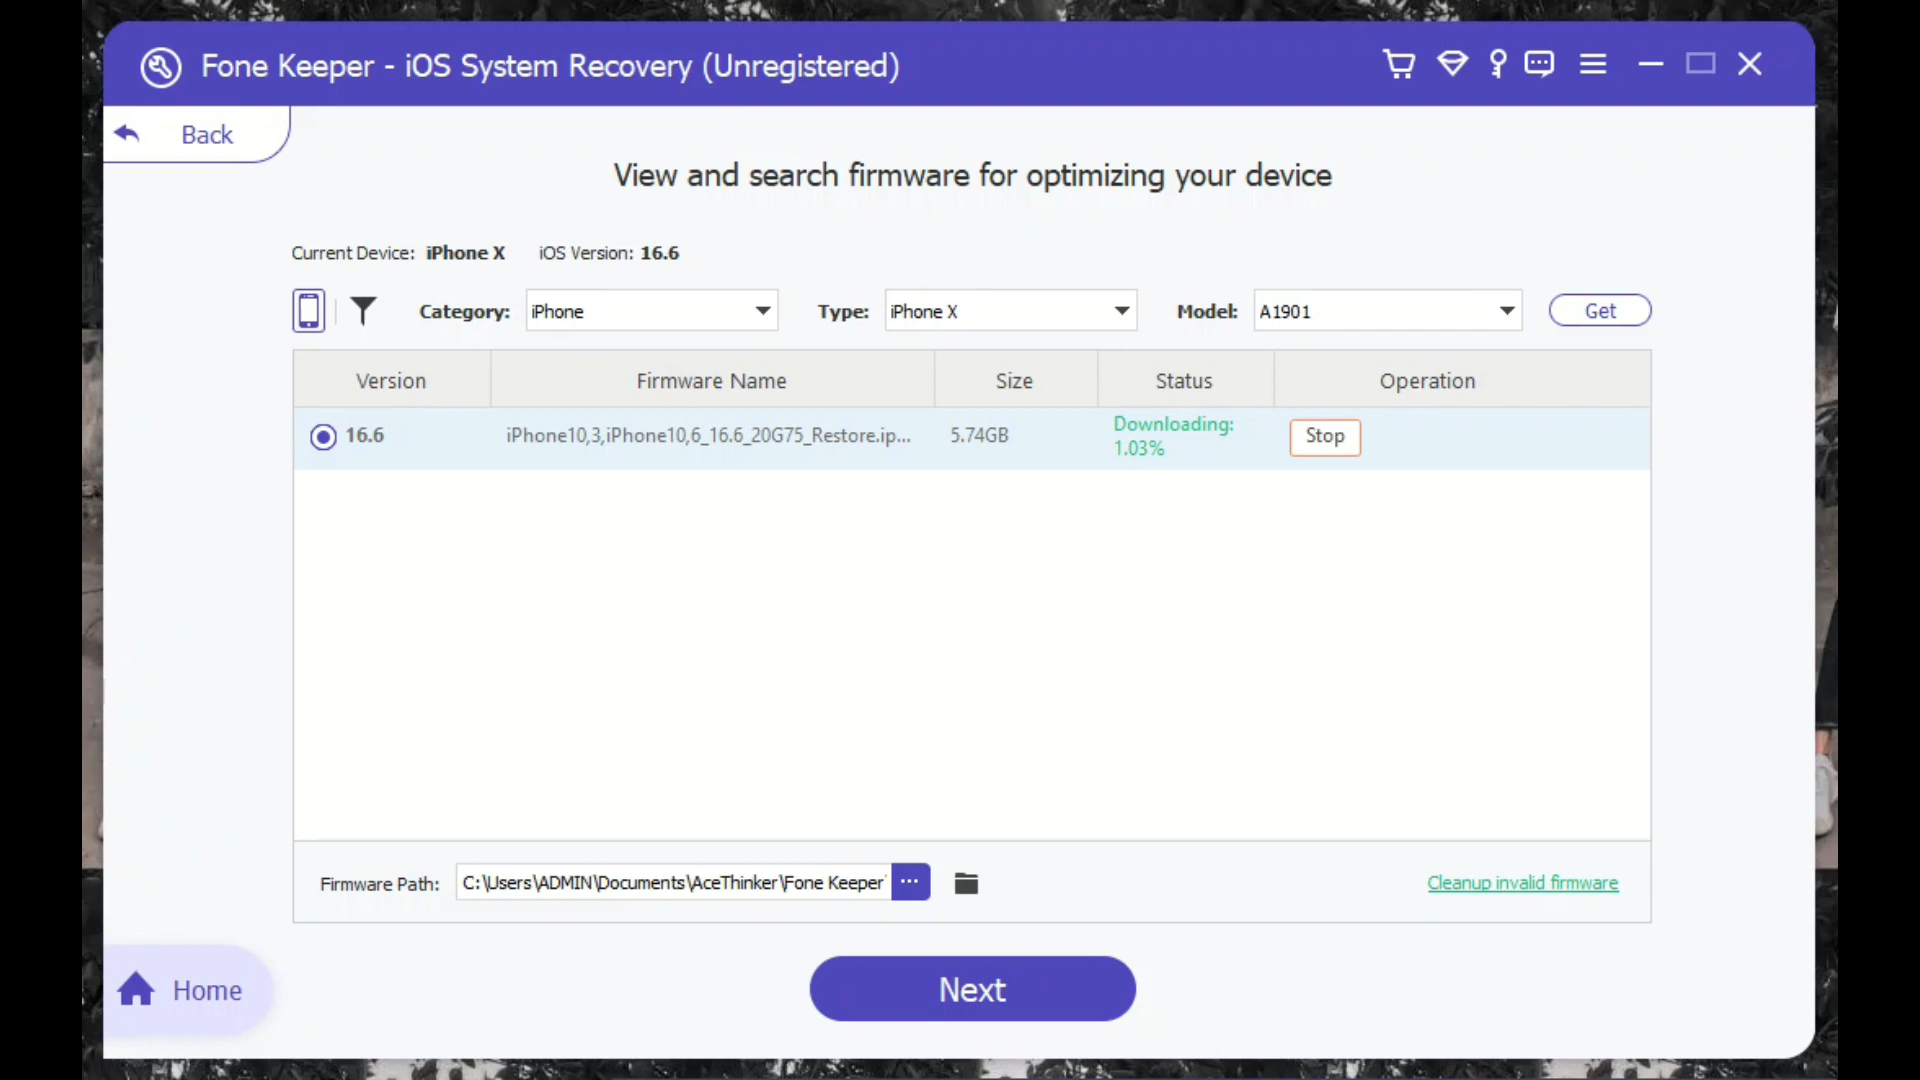 Fone Keeper - iOS System Recovery (Unregistered)
Back
View and search firmware for optimizing your device
Current Device: iPhone X iOS Version: 16.6
Category: iPhone Type: iPhone X Model: A1901 Get
Version Firmware Name Size Status Operation
16.6 iPhone10,3,iPhone10,6_16.6_20G75_Restore.ip... 5.74GB Downloading: 1.03% Stop
Firmware Path: C:\Users\ADMIN\Documents\AceThinker\Fone Keeper ... Cleanup invalid firmware
Home
Next